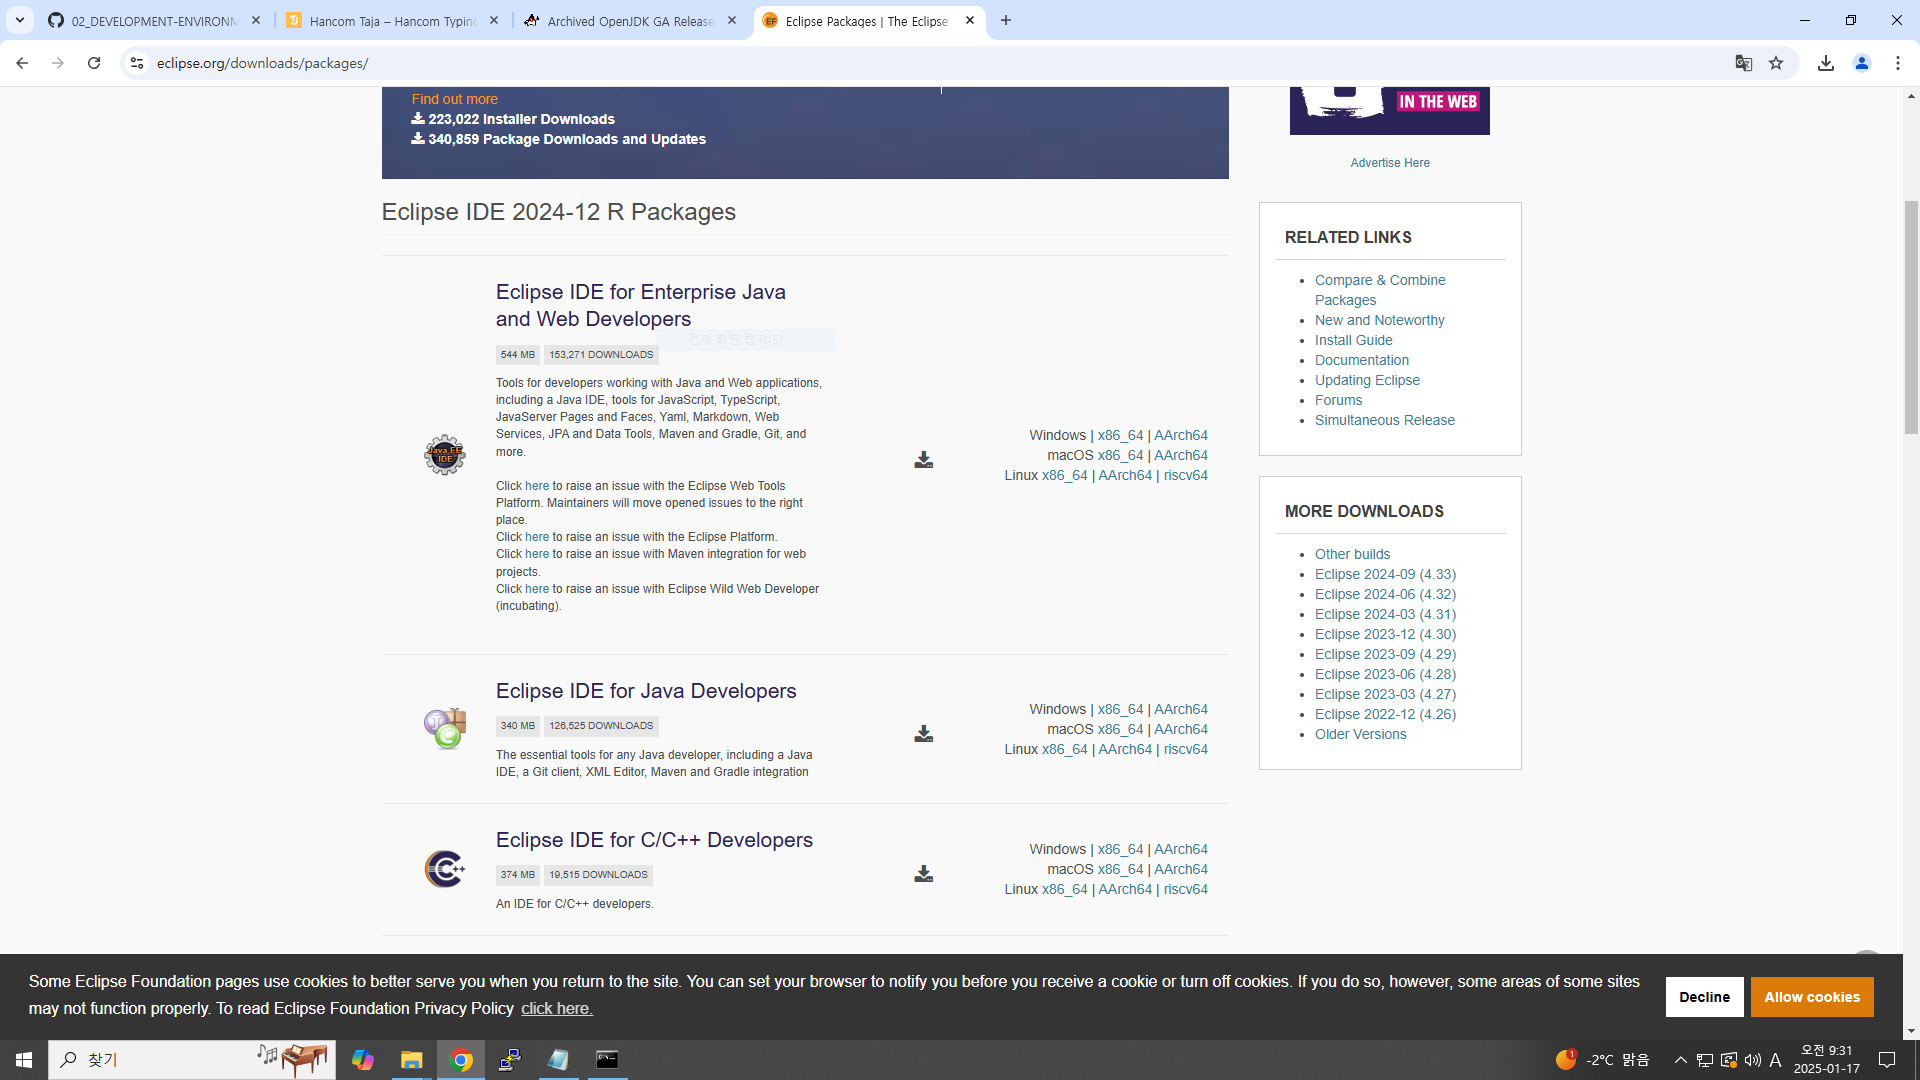 02_DEVELOPMENT-ENVIRONM
Hancom Taja – Hancom Typing
Archived OpenJDK GA Release
Eclipse Packages | The Eclipse
eclipse.org/downloads/packages/
Find out more
223,022 Installer Downloads
340,859 Package Downloads and Updates
IN THE WEB
Advertise Here
Eclipse IDE 2024-12 R Packages
Eclipse IDE for Enterprise Java
and Web Developers
전체 화면 캡처(S)
544 MB 153,271 DOWNLOADS
Tools for developers working with Java and Web applications,
including a Java IDE, tools for JavaScript, TypeScript,
JavaServer Pages and Faces, Yaml, Markdown, Web
Services, JPA and Data Tools, Maven and Gradle, Git, and
more.
Click here to raise an issue with the Eclipse Web Tools
Platform. Maintainers will move opened issues to the right
place.
Click here to raise an issue with the Eclipse Platform.
Click here to raise an issue with Maven integration for web
projects.
Click here to raise an issue with Eclipse Wild Web Developer
(incubating).
Java EE
IDE
Windows | x86_64 | AArch64
macOS x86_64 | AArch64
Linux x86_64 | AArch64 | riscv64
Eclipse IDE for Java Developers
340 MB 126,525 DOWNLOADS
The essential tools for any Java developer, including a Java
IDE, a Git client, XML Editor, Maven and Gradle integration
Windows | x86_64 | AArch64
macOS x86_64 | AArch64
Linux x86_64 | AArch64 | riscv64
Eclipse IDE for C/C++ Developers
374 MB 19,515 DOWNLOADS
An IDE for C/C++ developers.
Windows | x86_64 | AArch64
macOS x86_64 | AArch64
Linux x86_64 | AArch64 | riscv64
RELATED LINKS
Compare & Combine
Packages
New and Noteworthy
Install Guide
Documentation
Updating Eclipse
Forums
Simultaneous Release
MORE DOWNLOADS
Other builds
Eclipse 2024-09 (4.33)
Eclipse 2024-06 (4.32)
Eclipse 2024-03 (4.31)
Eclipse 2023-12 (4.30)
Eclipse 2023-09 (4.29)
Eclipse 2023-06 (4.28)
Eclipse 2023-03 (4.27)
Eclipse 2022-12 (4.26)
Older Versions
Some Eclipse Foundation pages use cookies to better serve you when you return to the site. You can set your browser to notify you before you receive a cookie or turn off cookies. If you do so, however, some areas of some sites
may not function properly. To read Eclipse Foundation Privacy Policy click here.
Decline
Allow cookies
찾기
1
-2°C 맑음
A
오전 9:31
2025-01-17